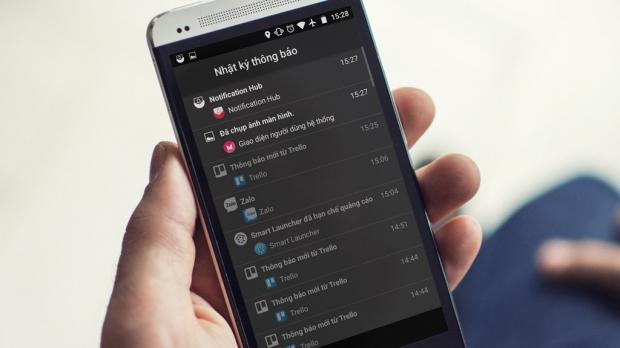 15:28
Nhật ký thông báo
Notification Hub
15:27
Notification Hub
Đã chụp ảnh màn hình.
15:27
Giao diện người dùng hệ thống
Thông báo mới từ Trello
15:25
Trello
Zalo
15:06
Zalo
Smart Launcher đã hạn chế quảng cáo
15:04
Smart Launcher
Thông báo mới từ Trello
14:51
Trello
Thông báo mới từ Trello
14:44
Trello
Thông báo mới từ Trello
14:44
Trello